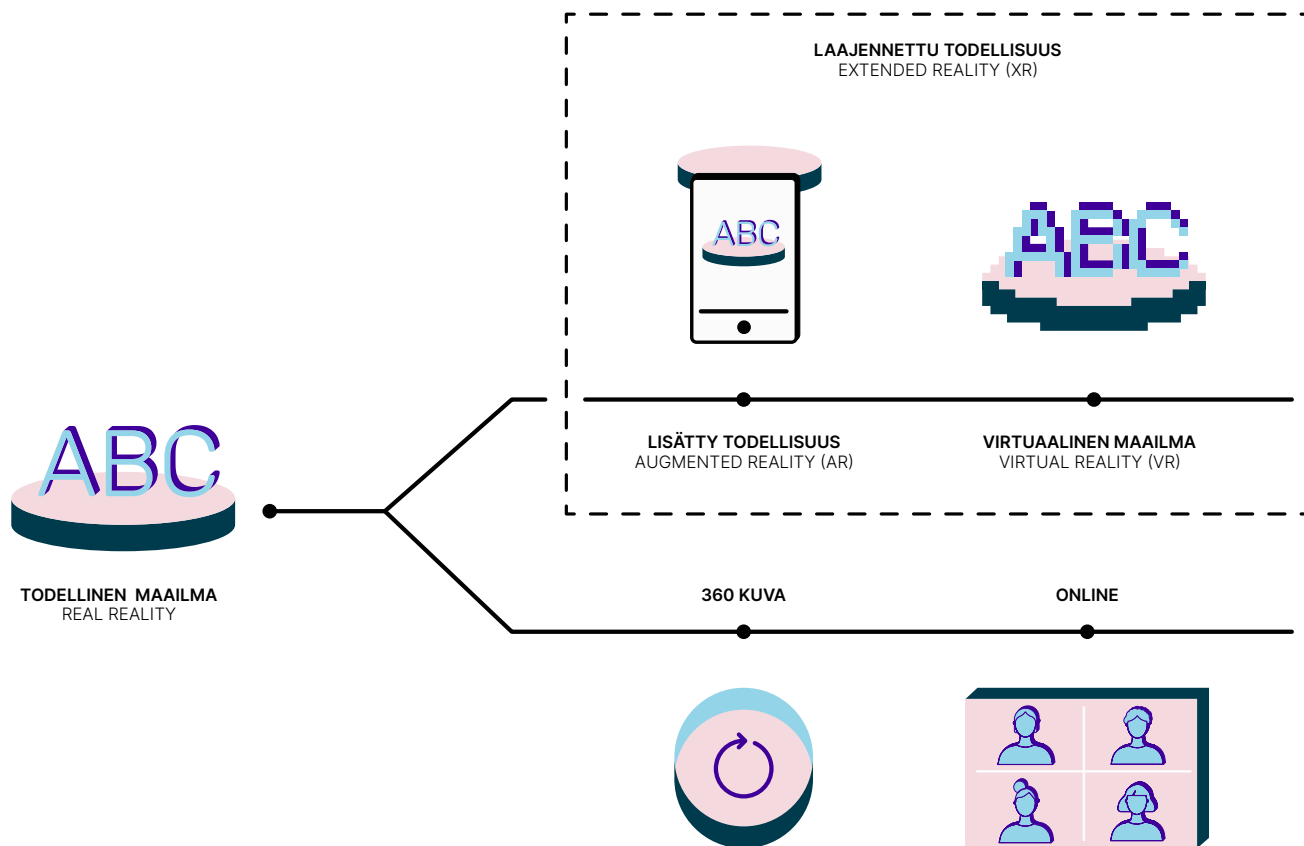 LAAJENNETTU TODELLISUUS
EXTENDED REALITY (XR)
ABC
ABC
LISÄTTY TODELLISUUS
AUGMENTED REALITY (AR)
VIRTUAALINEN MAAILMA
VIRTUAL REALITY (VR)
ABC
TODELLINEN MAAILMA
REAL REALITY
360 KUVA
ONLINE